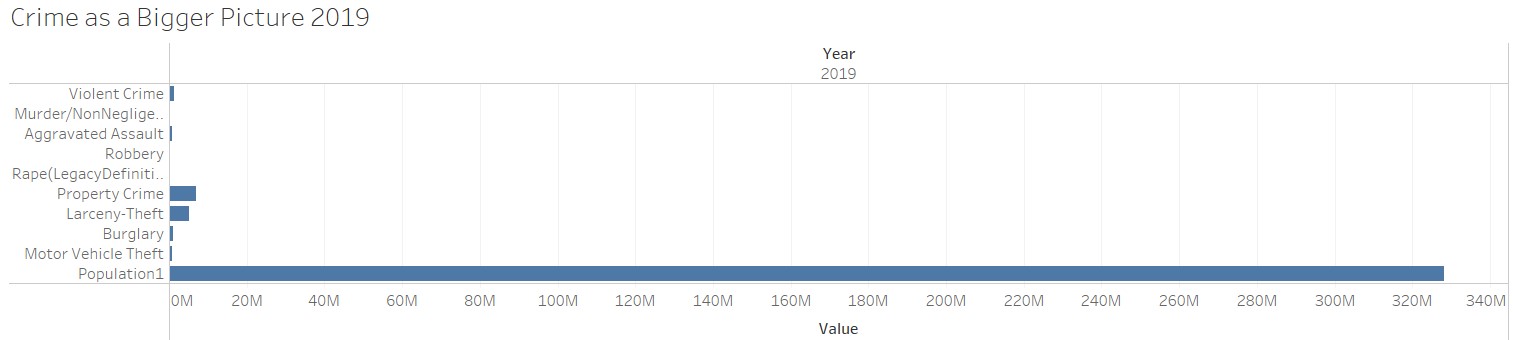 Crime as a Bigger Picture 2019
Year
2019
Violent Crime
Murder/NonNeglige..
Aggravated Assault
Robbery
Rape(LegacyDefiniti..
Property Crime
Larceny-Theft
Burglary
Motor Vehicle Theft
Population1
0M 20M 40M 60M 80M 100M 120M 140M 160M 180M 200M 220M 240M 260M 280M 300M 320M 340M
Value